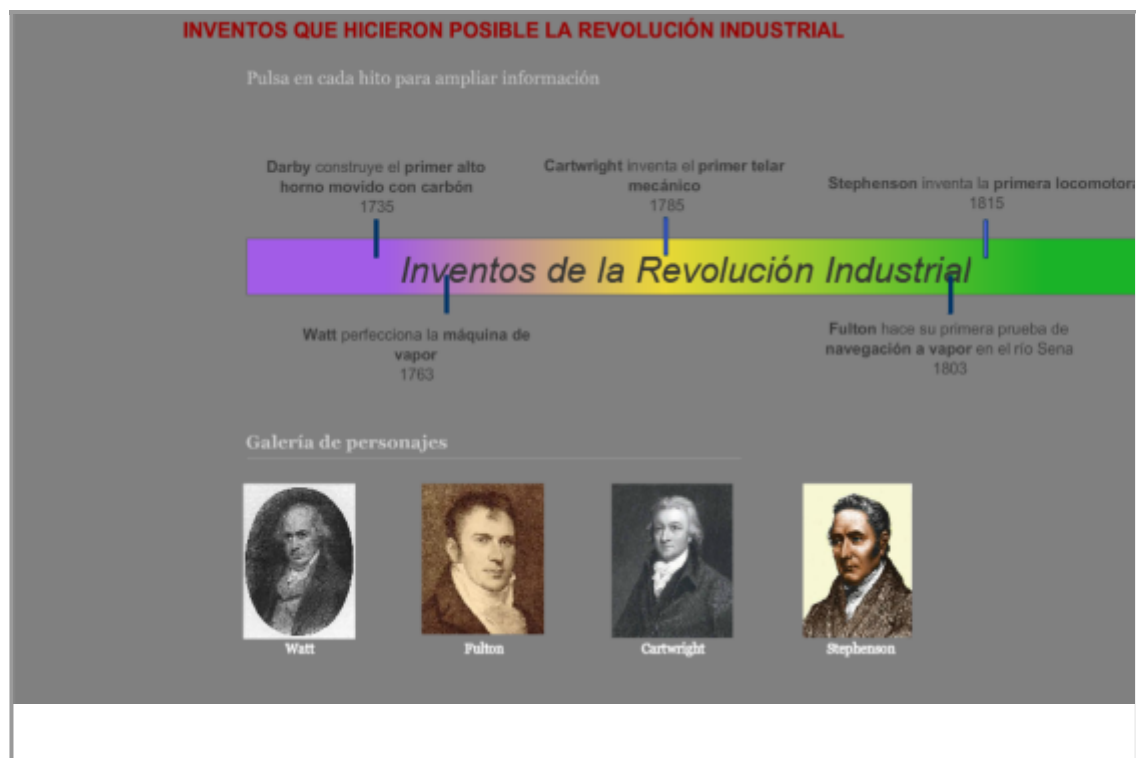 INVENTOS QUE HICIERON POSIBLE LA REVOLUCIÓN INDUSTRIAL
Pulsa en cada hito para ampliar información
Darby construye el primer alto
horno movido con carbón
1735
Cartwright inventa el primer telar
mecánico
1785
Stephenson inventa la primera locomotora
1815
Inventos de la Revolución Industrial
Watt perfecciona la máquina de
vapor
1763
Fulton hace su primera prueba de
navegación a vapor en el río Sena
1803
Galería de personajes
Watt
Fulton
Cartwright
Stephenson